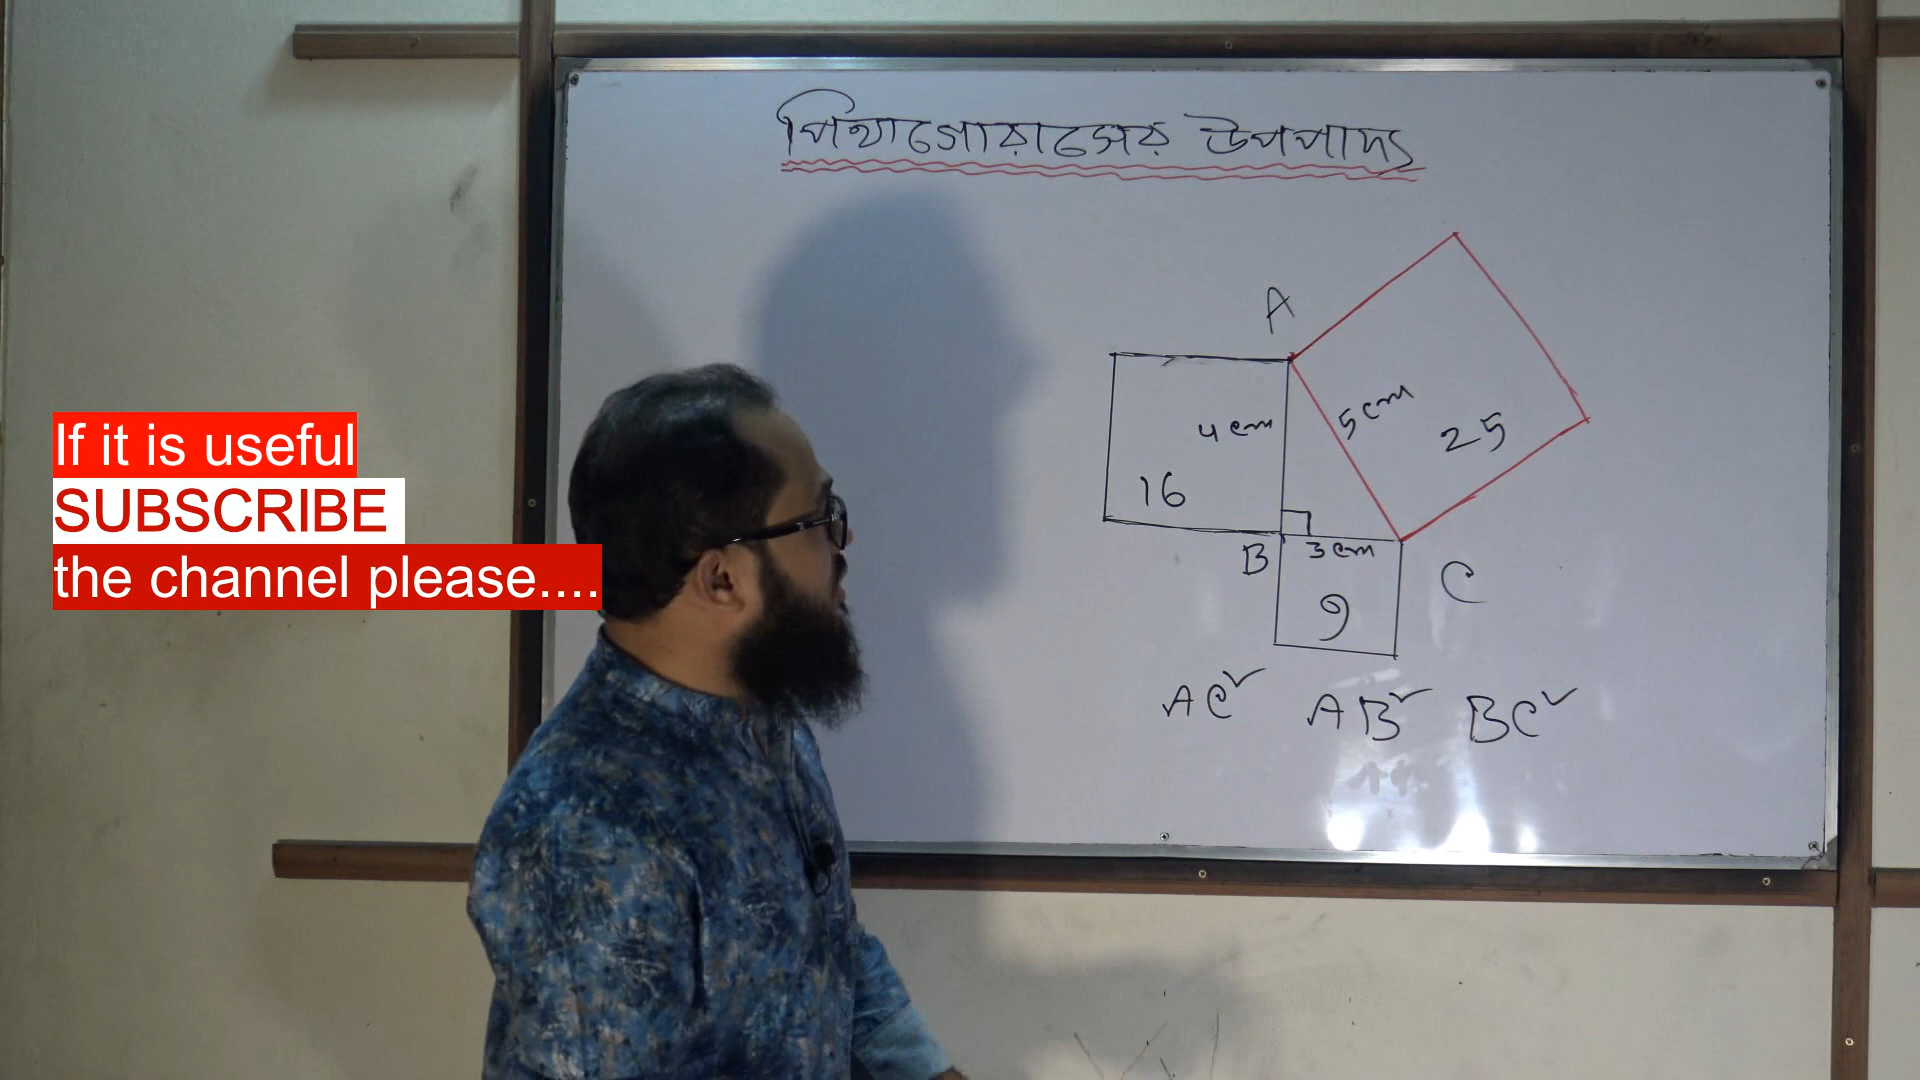 পিথাগোরাসের উপপাদ্য
A
4 cm
5 cm
25
16
B
3 cm
C
9
AC² AB² BC²
If it is useful
SUBSCRIBE
the channel please....